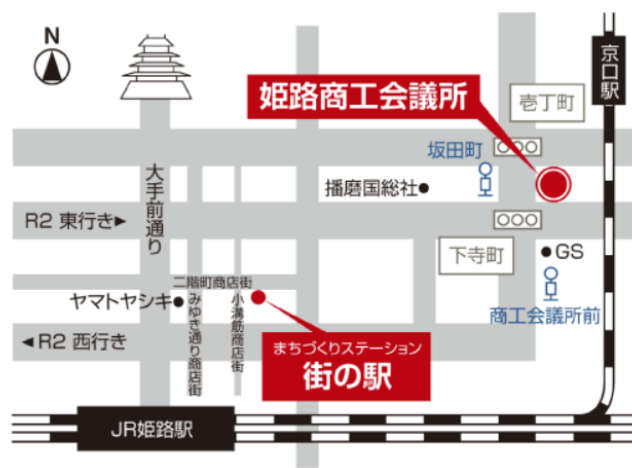 N
京口駅
姫路商工会議所
壱丁町
坂田町
大手前通り
播磨国総社
R2 東行き
下寺町
GS
二階町商店街
ヤマトヤシキ
みゆき通り商店街
小溝筋商店街
商工会議所前
R2 西行き
まちづくりステーション
街の駅
JR姫路駅